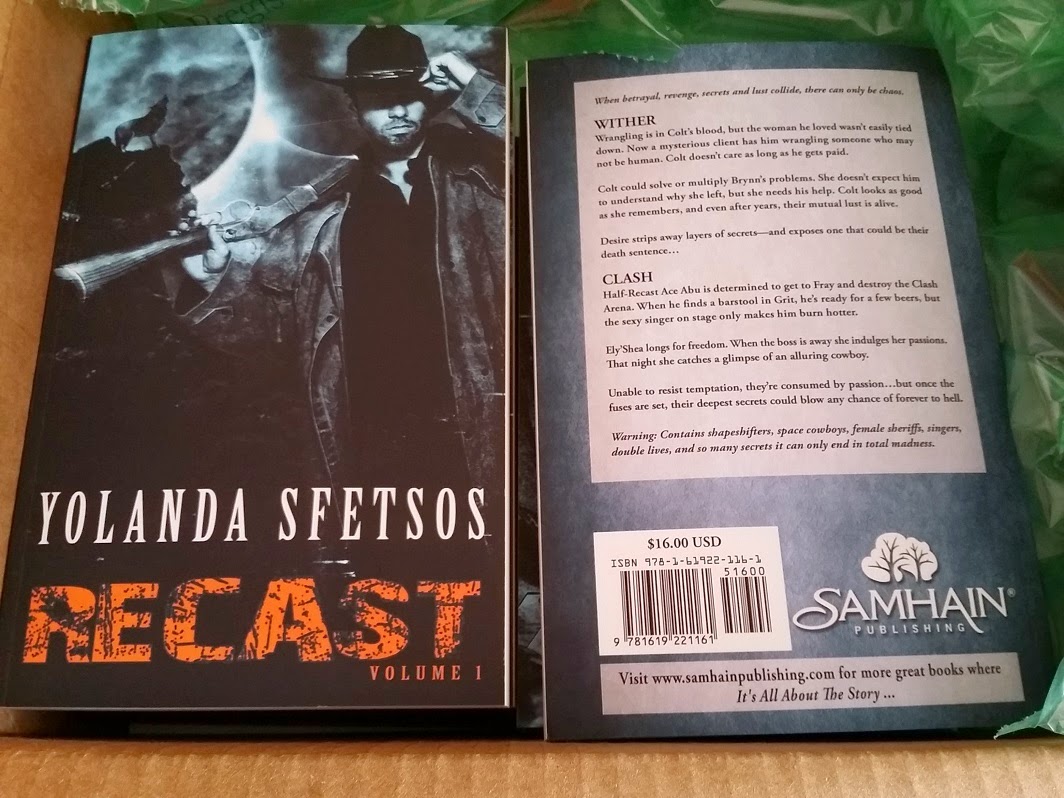 YOLANDA SFETSOS
RECAST
VOLUME 1
When betrayal, revenge, secrets and lust collide, there can only be chaos.
WITHER
Wrangling is in Colt's blood, but the woman he loved wasn't easily tied
down. Now a mysterious client has him wrangling someone who may
not be human. Colt doesn't care as long as he gets paid.
Colt could solve or multiply Brynn's problems. She doesn't expect him
to understand why she left, but she needs his help. Colt looks as good
as she remembers, and even after years, their mutual lust is alive.
Desire strips away layers of secrets—and exposes one that could be their
death sentence…
CLASH
Half-Recast Ace Abu is determined to get to Fray and destroy the Clash
Arena. When he finds a barstool in Grit, he's ready for a few beers, but
the sexy singer on stage only makes him burn hotter.
Ely'Shea longs for freedom. When the boss is away she indulges her passions.
That night she catches a glimpse of an alluring cowboy.
Unable to resist temptation, they're consumed by passion…but once the
fuses are set, their deepest secrets could blow any chance of forever to hell.
Warning: Contains shapeshifters, space cowboys, female sheriffs, singers,
double lives, and so many secrets it can only end in total madness.
$16.00 USD
ISBN 978-1-61922-116-1
51600
9 781619 221161
SAMHAIN®
PUBLISHING
Visit www.samhainpublishing.com for more great books where
It's All About The Story ...